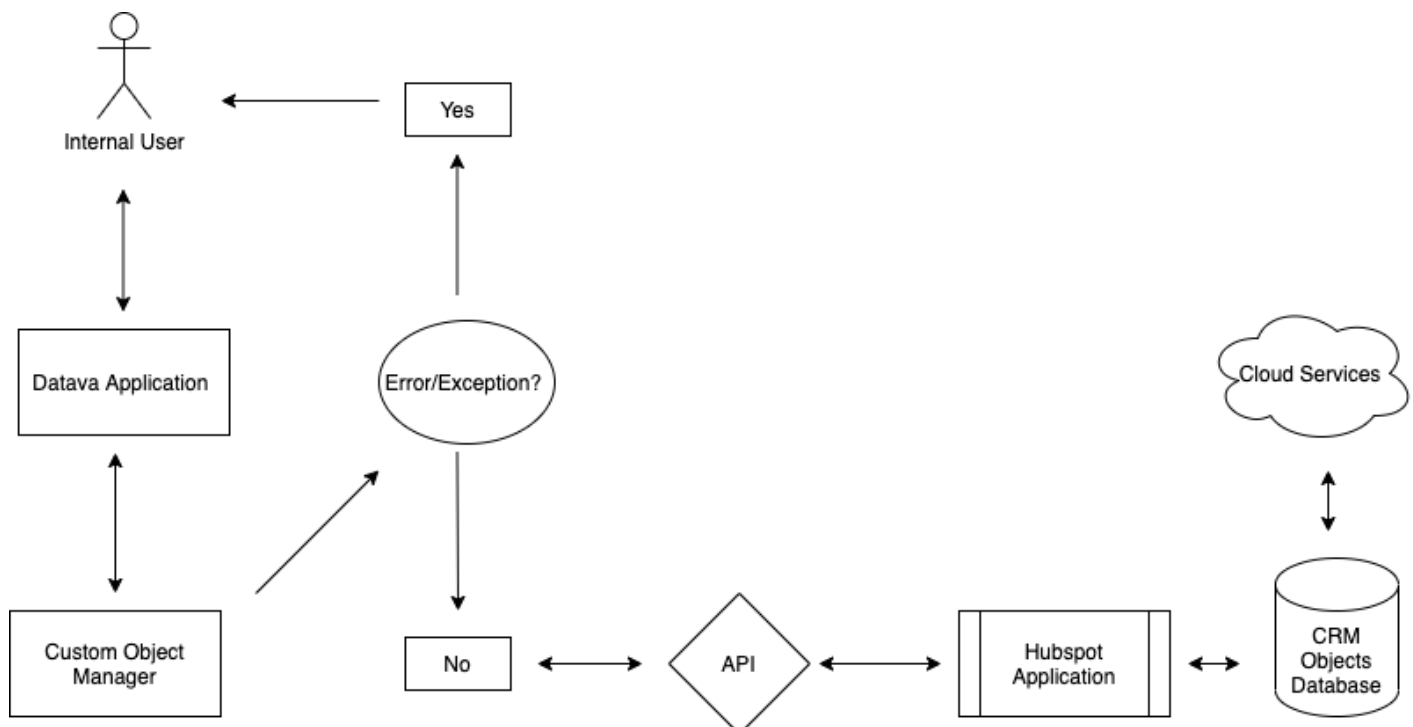 Yes
Internal User
Datava Application
Error/Exception?
Cloud Services
Custom Object
Manager
No
API
Hubspot
Application
CRM
Objects
Database